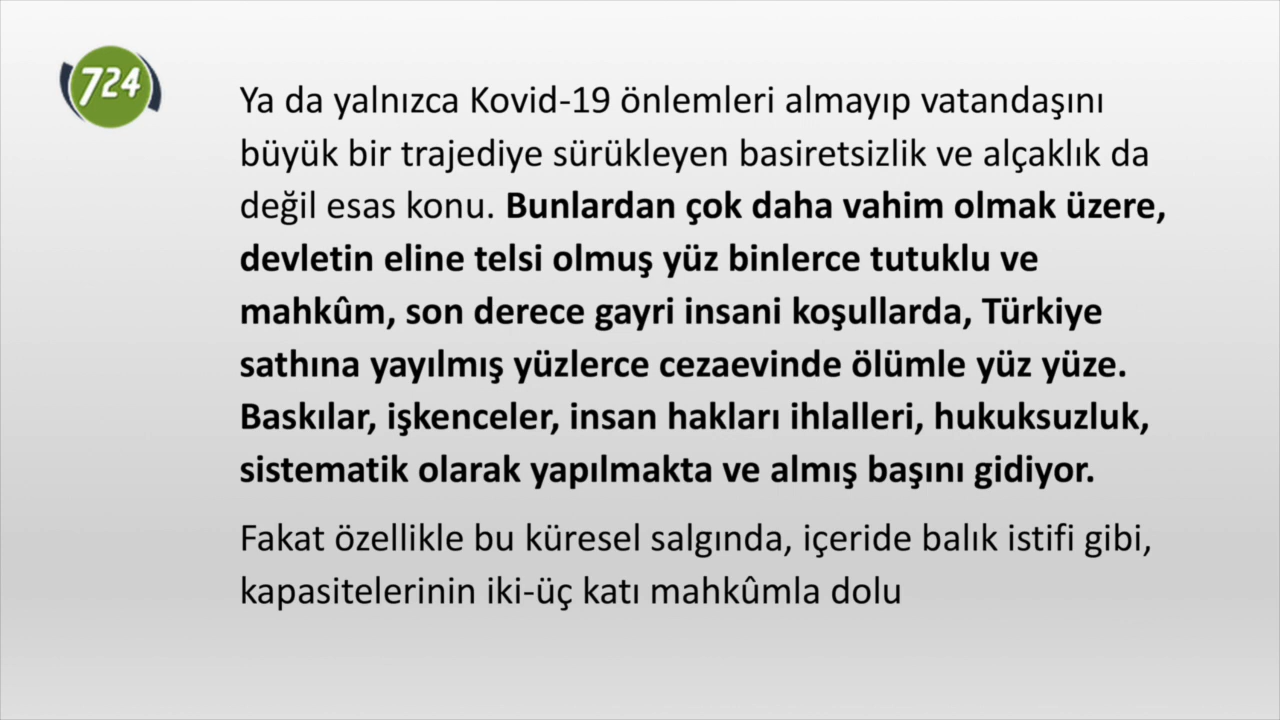 724
Ya da yalnızca Kovid-19 önlemleri almayıp vatandaşını
büyük bir trajediye sürükleyen basiretsizlik ve alçaklık da
değil esas konu. Bunlardan çok daha vahim olmak üzere,
devletin eline telsi olmuş yüz binlerce tutuklu ve
mahkûm, son derece gayri insani koşullarda, Türkiye
sathına yayılmış yüzlerce cezaevinde ölümle yüz yüze.
Baskılar, işkenceler, insan hakları ihlalleri, hukuksuzluk,
sistematik olarak yapılmakta ve almış başını gidiyor.
Fakat özellikle bu küresel salgında, içeride balık istifi gibi,
kapasitelerinin iki-üç katı mahkûmla dolu